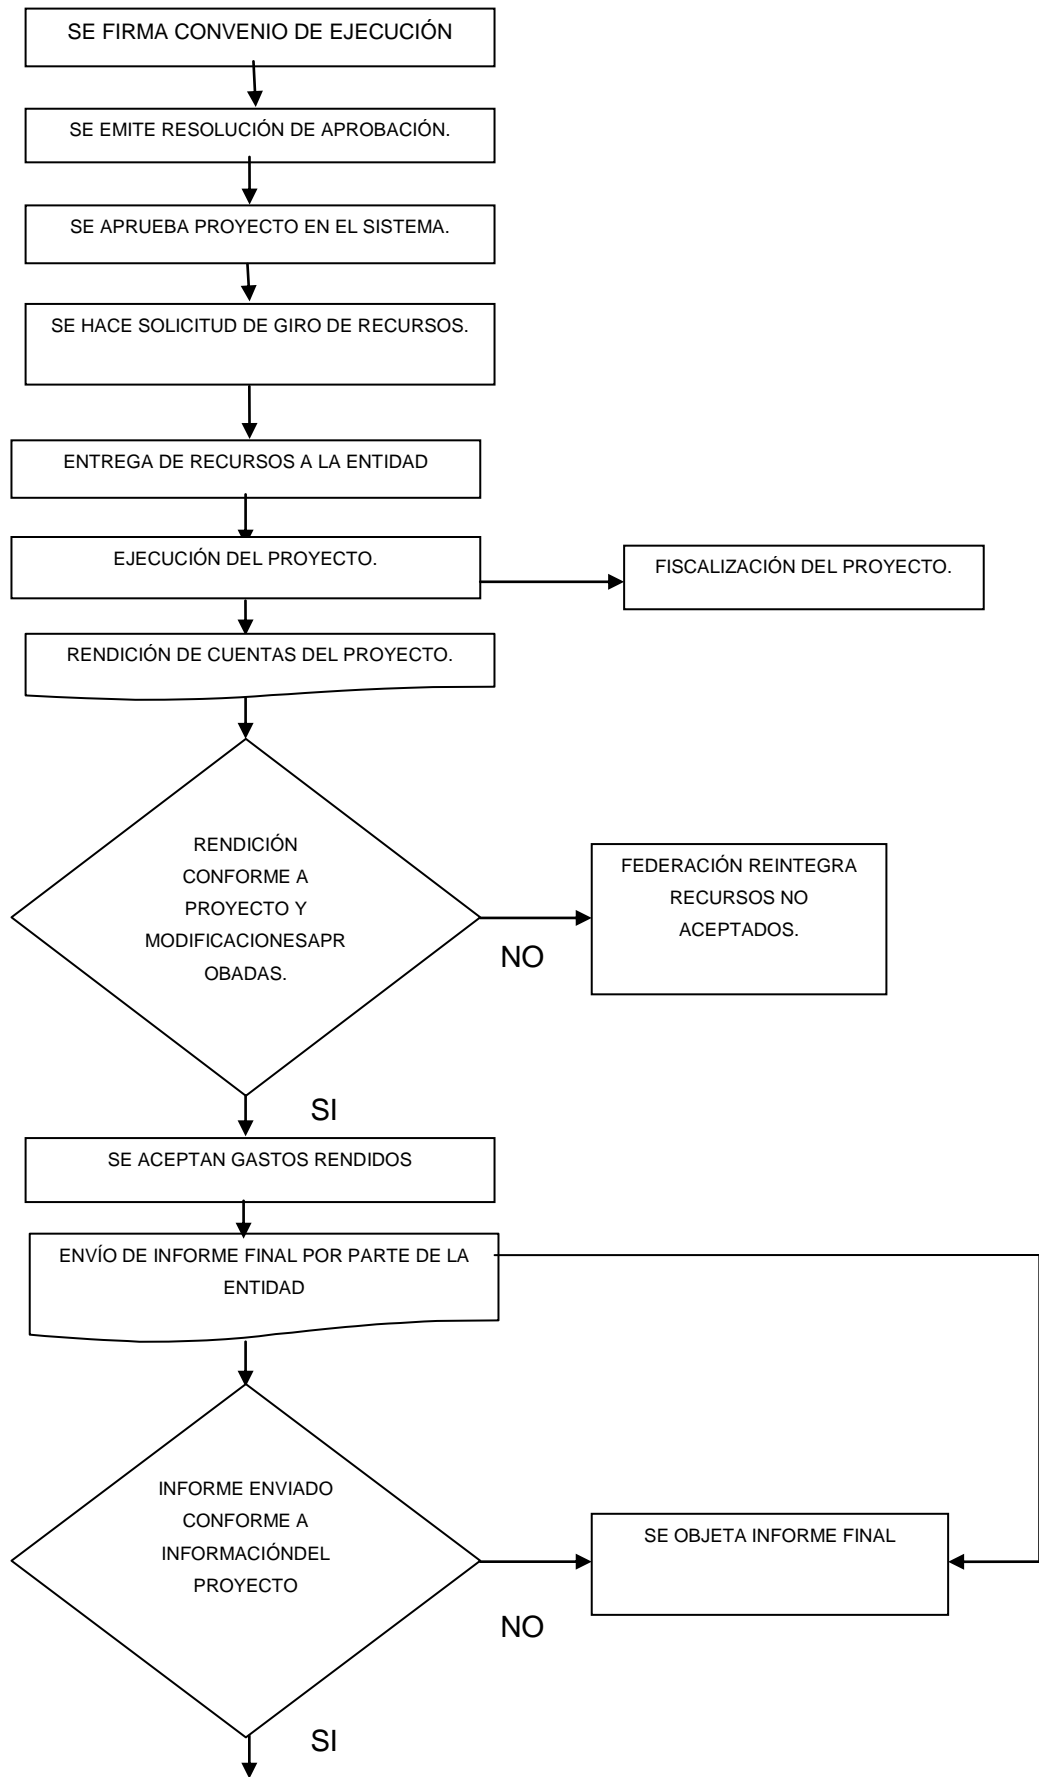 SE FIRMA CONVENIO DE EJECUCIÓN
SE EMITE RESOLUCIÓN DE APROBACIÓN.
SE APRUEBA PROYECTO EN EL SISTEMA.
SE HACE SOLICITUD DE GIRO DE RECURSOS.
ENTREGA DE RECURSOS A LA ENTIDAD
EJECUCIÓN DEL PROYECTO.
FISCALIZACIÓN DEL PROYECTO.
RENDICIÓN DE CUENTAS DEL PROYECTO.
RENDICIÓN
CONFORME A
PROYECTO Y
MODIFICACIONESAPR
OBADAS.
NO
FEDERACIÓN REINTEGRA
RECURSOS NO
ACEPTADOS.
SI
SE ACEPTAN GASTOS RENDIDOS
ENVÍO DE INFORME FINAL POR PARTE DE LA
ENTIDAD
INFORME ENVIADO
CONFORME A
INFORMACIÓNDEL
PROYECTO
NO
SE OBJETA INFORME FINAL
SI